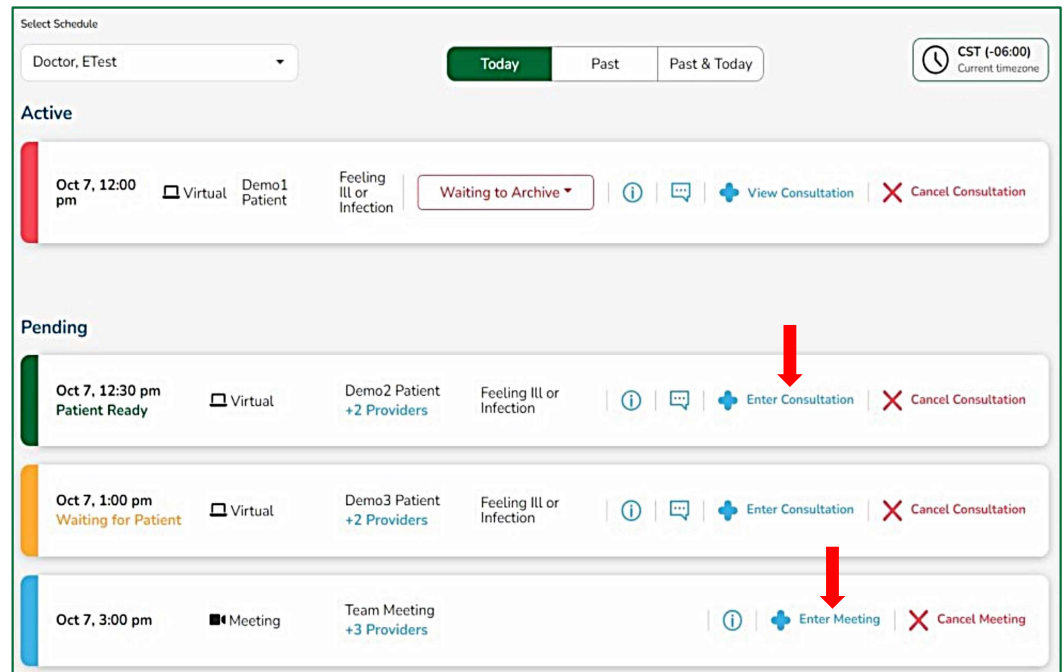 Select Schedule
Doctor, ETest
Today
Past
Past & Today
CST (-06:00)
Current timezone
Active
Oct 7, 12:00
pm
Virtual
Demo1
Patient
Feeling
Ill or
Infection
Waiting to Archive
View Consultation
Cancel Consultation
Pending
Oct 7, 12:30 pm
Patient Ready
Virtual
Demo2 Patient
+2 Providers
Feeling Ill or
Infection
Enter Consultation
Cancel Consultation
Oct 7, 1:00 pm
Waiting for Patient
Virtual
Demo3 Patient
+2 Providers
Feeling Ill or
Infection
Enter Consultation
Cancel Consultation
Oct 7, 3:00 pm
Meeting
Team Meeting
+3 Providers
Enter Meeting
Cancel Meeting